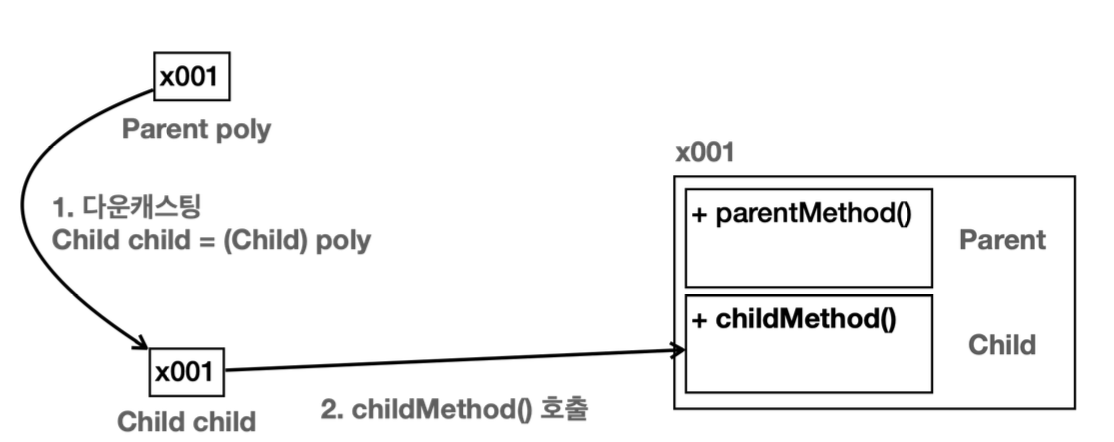 x001
Parent poly
1. 다운캐스팅
Child child = (Child) poly
x001
Child child
2. childMethod() 호출
x001
+ parentMethod()
Parent
+ childMethod()
Child